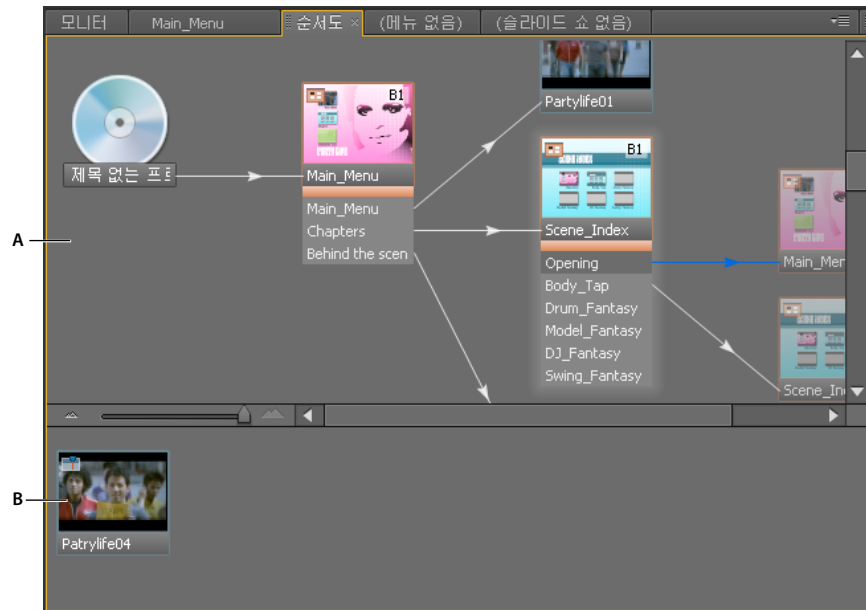 모니터 Main_Menu 순서도 × (메뉴 없음) (슬라이드 쇼 없음)
B1
Partylife01
제목 없는 프
Main_Menu
B1
Main_Menu
Chapters
Behind the scen
Scene_Index
Opening
Body_Tap
Drum_Fantasy
Model_Fantasy
DJ_Fantasy
Swing_Fantasy
Main_Mer
Scene_In
A
B
Patrylife04